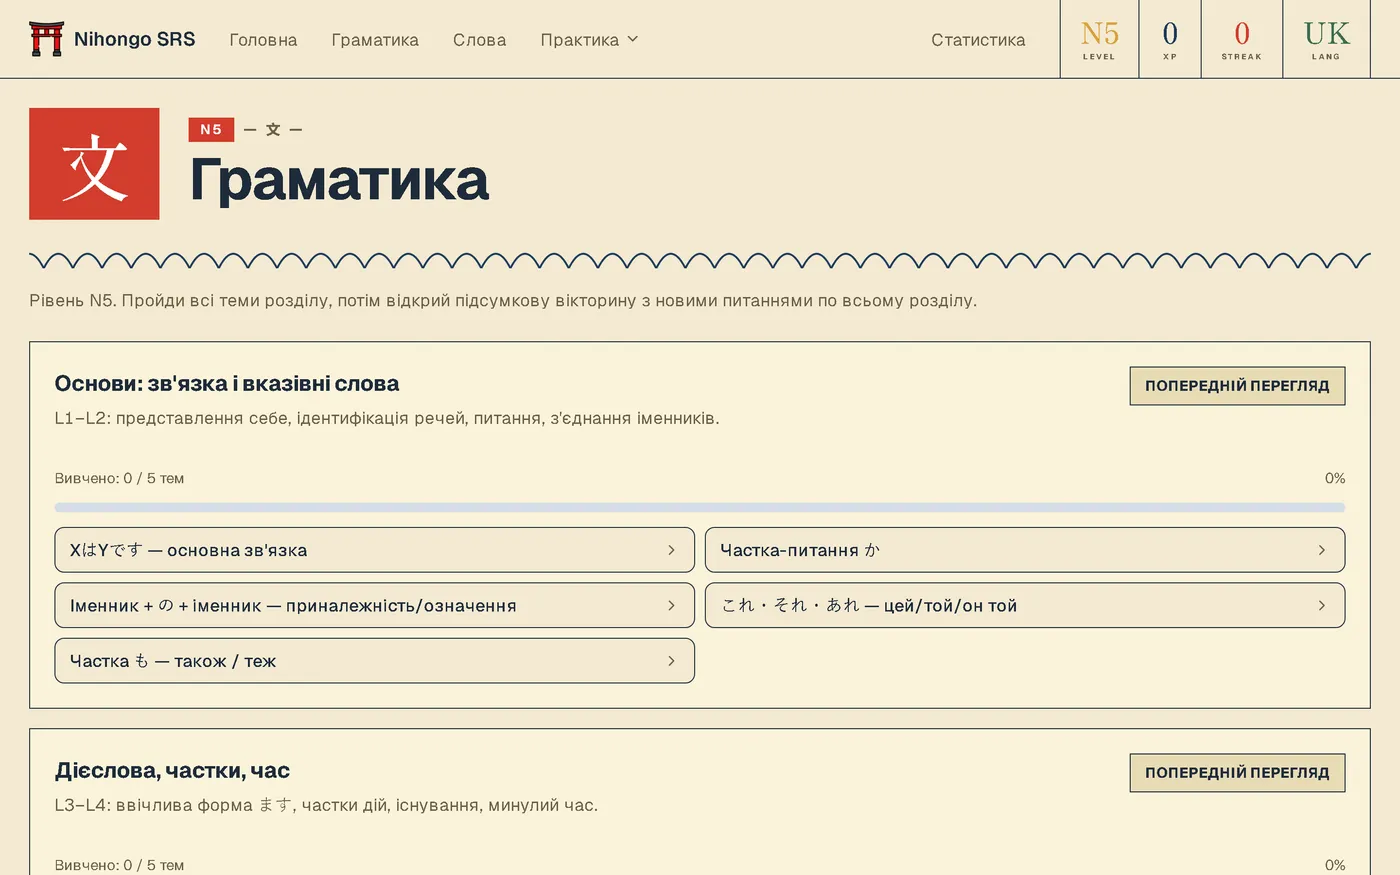 Nihongo SRS Головна Граматика Слова Практика Статистика
N5 LEVEL
0 XP
0 STREAK
UK LANG
文
N5 — 文 —
Граматика
Рівень N5. Пройди всі теми розділу, потім відкрий підсумкову вікторину з новими питаннями по всьому розділу.
Основи: зв'язка і вказівні слова
ПОПЕРЕДНІЙ ПЕРЕГЛЯД
L1–L2: представлення себе, ідентифікація речей, питання, з'єднання іменників.
Вивчено: 0 / 5 тем 0%
XはYです — основна зв'язка
Частка-питання か
Іменник + の + іменник — приналежність/означення
これ・それ・あれ — цей/той/он той
Частка も — також / теж
Дієслова, частки, час
ПОПЕРЕДНІЙ ПЕРЕГЛЯД
L3–L4: ввічлива форма ます, частки дій, існування, минулий час.
Вивчено: 0 / 5 тем 0%